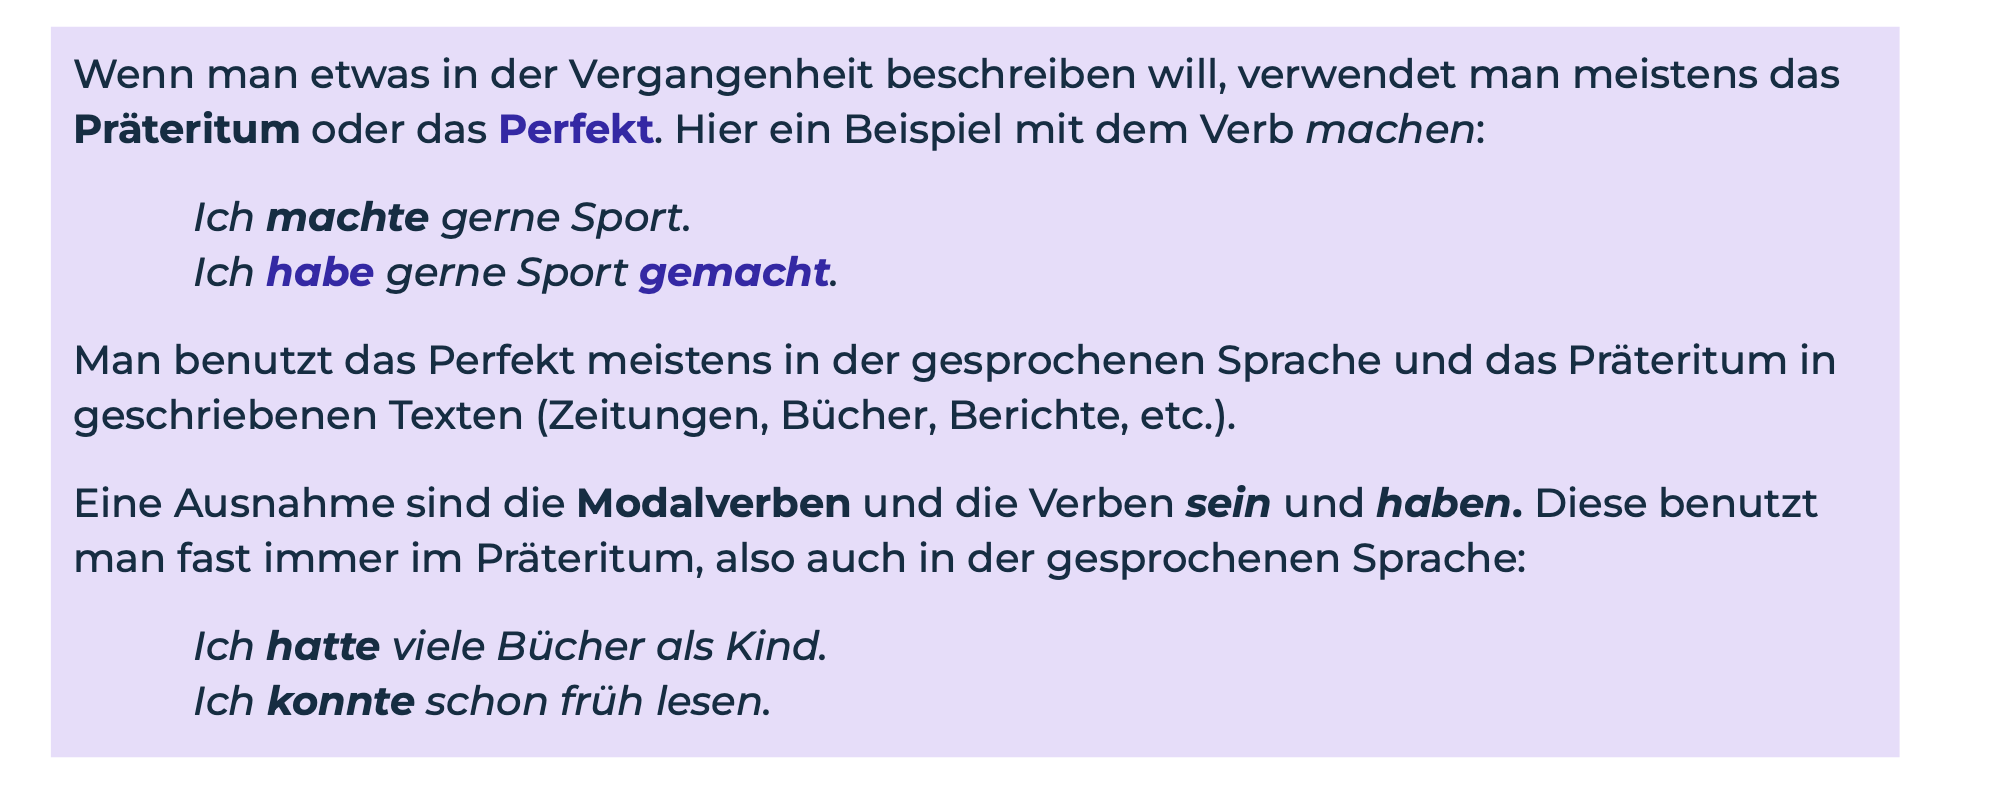 Wenn man etwas in der Vergangenheit beschreiben will, verwendet man meistens das
Präteritum oder das Perfekt. Hier ein Beispiel mit dem Verb machen:
Ich machte gerne Sport.
Ich habe gerne Sport gemacht.
Man benutzt das Perfekt meistens in der gesprochenen Sprache und das Präteritum in
geschriebenen Texten (Zeitungen, Bücher, Berichte, etc.).
Eine Ausnahme sind die Modalverben und die Verben sein und haben. Diese benutzt
man fast immer im Präteritum, also auch in der gesprochenen Sprache:
Ich hatte viele Bücher als Kind.
Ich konnte schon früh lesen.